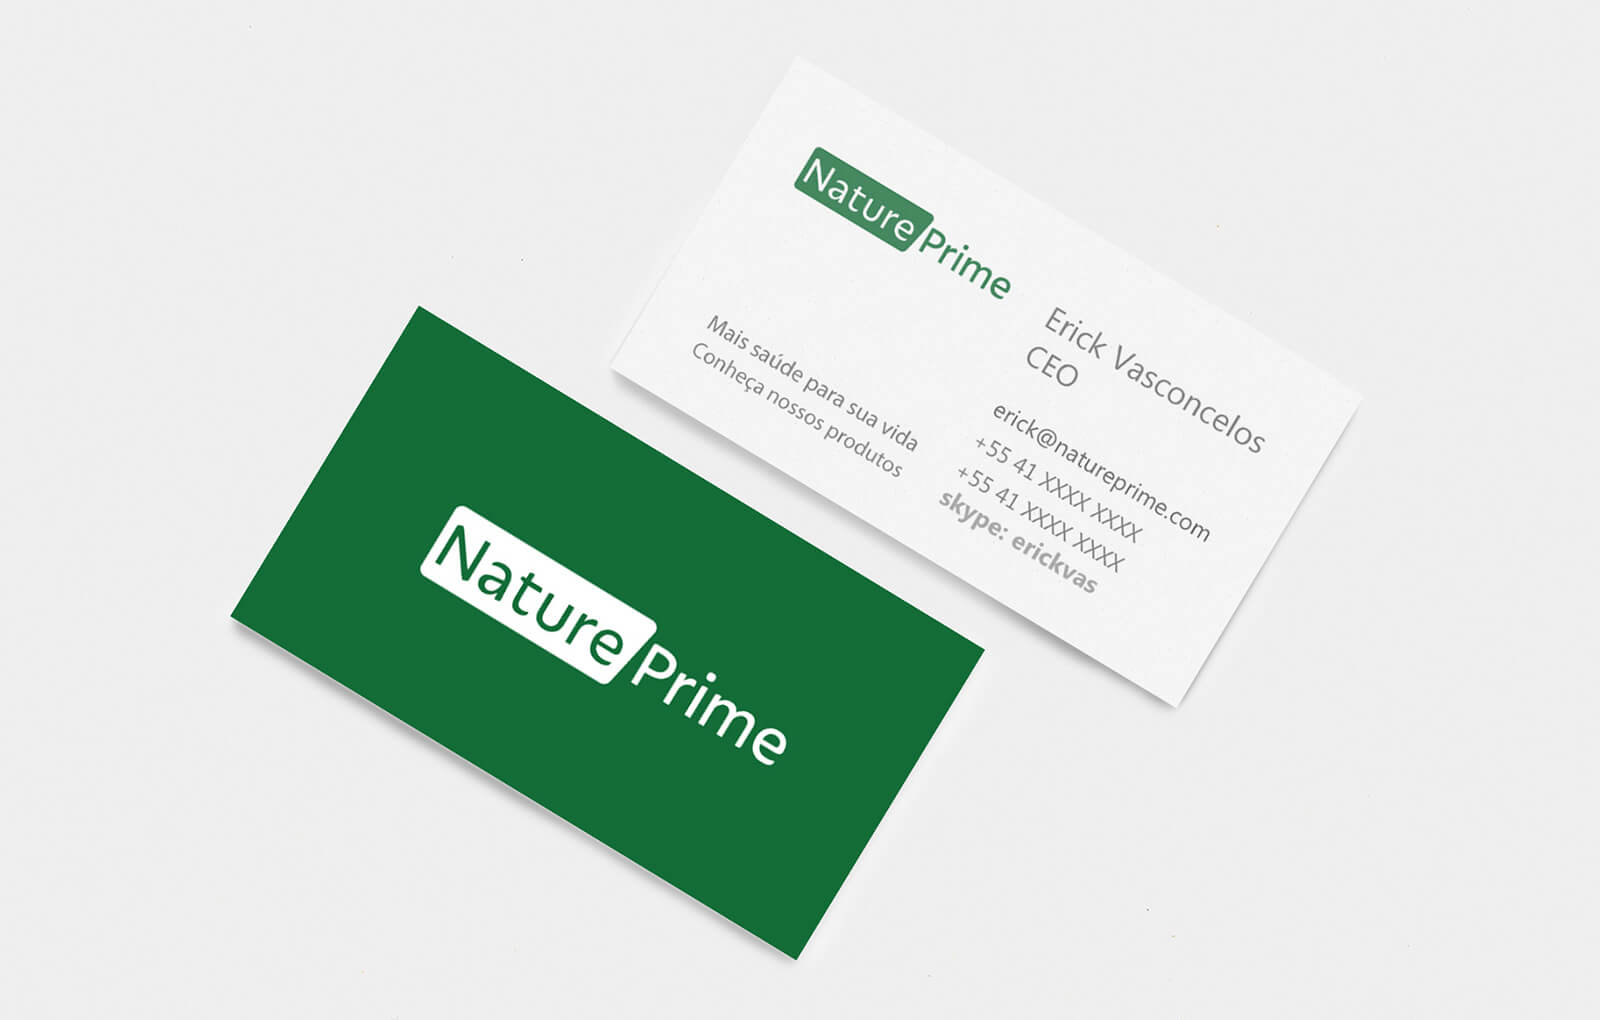 Nature Prime
Erick Vasconcelos
CEO
Mais saúde para sua vida
Conheça nossos produtos
erick@natureprime.com
+55 41 XXXX XXXX
+55 41 XXXX XXXX
skype: erickvas
Nature Prime